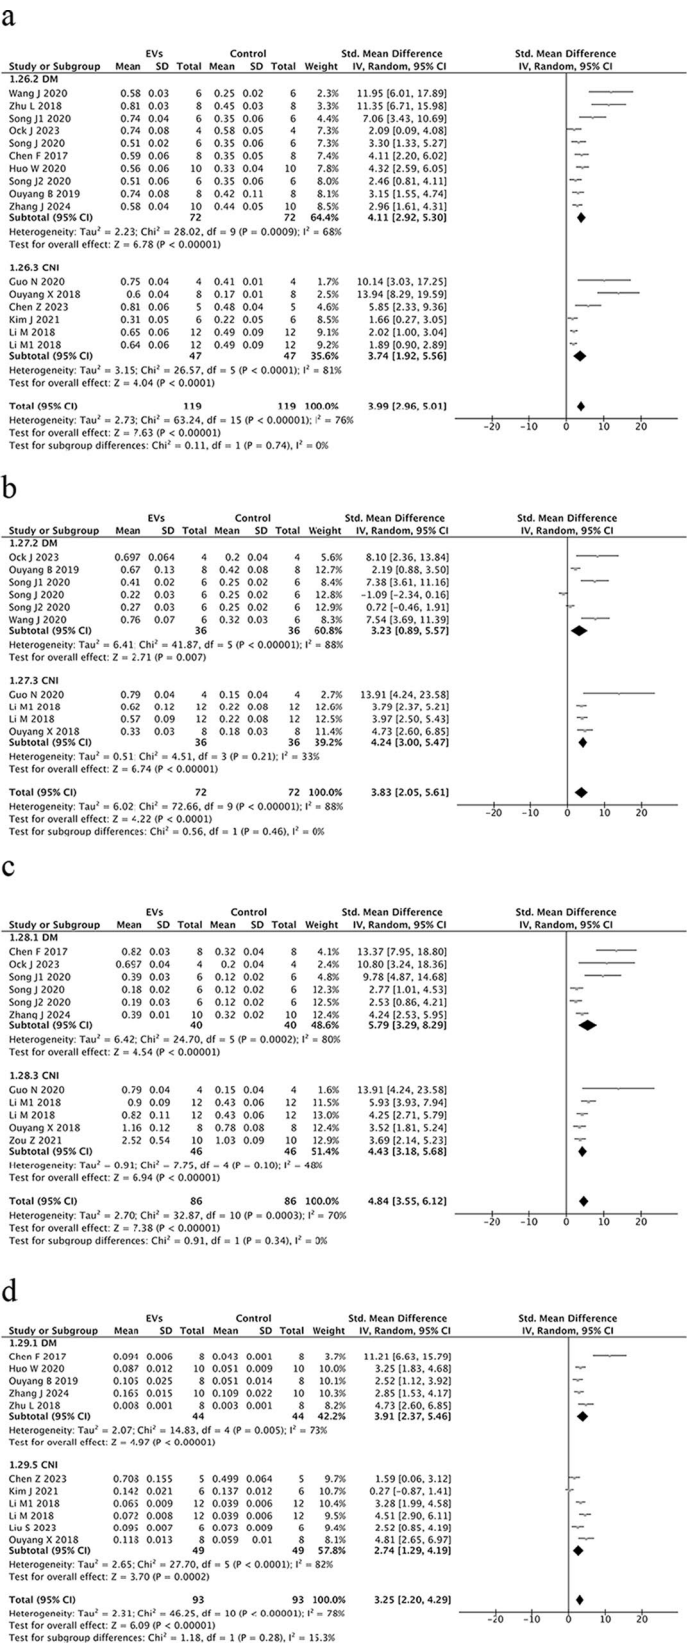 a
EVs Control Std. Mean Difference Std. Mean Difference
Study or Subgroup Mean SD Total Mean SD Total Weight IV, Random, 95% CI IV, Random, 95% CI
1.26.2 DM
Wang J 2020 0.58 0.03 6 0.25 0.02 6 2.3% 11.95 [6.01, 17.89]
Zhu L 2018 0.81 0.03 8 0.45 0.03 8 3.3% 11.35 [6.71, 15.98]
Song J1 2020 0.74 0.04 6 0.35 0.06 6 4.6% 7.06 [3.43, 10.69]
Ock J 2023 0.74 0.08 4 0.58 0.05 4 7.3% 2.09 [0.09, 4.08]
Song J 2020 0.51 0.02 6 0.35 0.06 6 7.4% 3.30 [1.33, 5.27]
Chen F 2017 0.59 0.06 8 0.35 0.05 8 7.4% 4.11 [2.20, 6.02]
Huo W 2020 0.56 0.06 10 0.33 0.04 10 7.8% 4.32 [2.59, 6.05]
Song J2 2020 0.51 0.06 6 0.35 0.06 6 7.9% 2.46 [0.81, 4.11]
Ouyang B 2019 0.74 0.08 8 0.42 0.11 8 8.0% 3.15 [1.55, 4.74]
Zhang J 2024 0.58 0.04 10 0.44 0.05 10 8.5% 2.96 [1.61, 4.31]
Subtotal (95% CI) 72 72 64.4% 4.11 [2.92, 5.30]
Heterogeneity: Tau² = 2.23; Chi² = 28.02, df = 9 (P = 0.0009); I² = 68%
Test for overall effect: Z = 6.78 (P < 0.00001)
1.26.3 CNI
Guo N 2020 0.75 0.04 4 0.41 0.01 4 1.7% 10.14 [3.03, 17.25]
Ouyang X 2018 0.6 0.04 8 0.17 0.01 8 2.5% 13.94 [8.29, 19.59]
Chen Z 2023 0.81 0.06 5 0.48 0.04 5 4.8% 5.85 [2.33, 9.36]
Kim J 2021 0.31 0.05 6 0.22 0.05 6 8.4% 1.66 [0.27, 3.05]
Li M 2018 0.65 0.06 12 0.49 0.09 12 9.1% 2.02 [1.00, 3.04]
Li M1 2018 0.64 0.06 12 0.49 0.09 12 9.2% 1.89 [0.90, 2.88]
Subtotal (95% CI) 47 47 35.6% 3.74 [1.92, 5.56]
Heterogeneity: Tau² = 3.15; Chi² = 26.57, df = 5 (P < 0.0001); I² = 81%
Test for overall effect: Z = 4.04 (P < 0.0001)
Total (95% CI) 119 119 100.0% 3.99 [2.96, 5.01]
Heterogeneity: Tau² = 2.73; Chi² = 63.24, df = 15 (P < 0.00001); I² = 76%
Test for overall effect: Z = 7.63 (P < 0.00001)
Test for subgroup differences: Chi² = 0.11, df = 1 (P = 0.74), I² = 0%
-20 -10 0 10 20
b
EVs Control Std. Mean Difference Std. Mean Difference
Study or Subgroup Mean SD Total Mean SD Total Weight IV, Random, 95% CI IV, Random, 95% CI
1.27.2 DM
Ock J 2023 0.697 0.064 4 0.2 0.04 4 5.6% 8.10 [2.36, 13.84]
Ouyang B 2019 0.67 0.13 8 0.42 0.08 8 12.7% 2.19 [0.88, 3.50]
Song J1 2020 0.41 0.02 6 0.25 0.02 6 8.4% 7.38 [3.61, 11.16]
Song J 2020 0.22 0.03 6 0.25 0.02 6 12.8% -1.09 [-2.34, 0.16]
Song J2 2020 0.27 0.03 6 0.25 0.02 6 12.9% 0.72 [-0.46, 1.91]
Wang J 2020 0.76 0.07 6 0.32 0.03 6 8.3% 7.54 [3.69, 11.39]
Subtotal (95% CI) 36 36 60.8% 3.23 [0.89, 5.57]
Heterogeneity: Tau² = 6.41; Chi² = 41.87, df = 5 (P < 0.00001); I² = 88%
Test for overall effect: Z = 2.71 (P = 0.007)
1.27.3 CNI
Guo N 2020 0.79 0.04 4 0.15 0.04 4 2.7% 13.91 [4.24, 23.58]
Li M1 2018 0.62 0.12 12 0.22 0.08 12 12.6% 3.79 [2.37, 5.21]
Li M 2018 0.57 0.09 12 0.22 0.08 12 12.5% 3.97 [2.50, 5.43]
Ouyang X 2018 0.33 0.03 8 0.18 0.03 8 11.4% 4.73 [2.60, 6.85]
Subtotal (95% CI) 36 36 39.2% 4.24 [3.00, 5.47]
Heterogeneity: Tau² = 0.51; Chi² = 4.51, df = 3 (P = 0.21); I² = 33%
Test for overall effect: Z = 6.74 (P < 0.00001)
Total (95% CI) 72 72 100.0% 3.83 [2.05, 5.61]
Heterogeneity: Tau² = 6.02; Chi² = 72.66, df = 9 (P < 0.00001); I² = 88%
Test for overall effect: Z = 4.22 (P < 0.0001)
Test for subgroup differences: Chi² = 0.56, df = 1 (P = 0.46), I² = 0%
-20 -10 0 10 20
c
EVs Control Std. Mean Difference Std. Mean Difference
Study or Subgroup Mean SD Total Mean SD Total Weight IV, Random, 95% CI IV, Random, 95% CI
1.28.1 DM
Chen F 2017 0.82 0.03 8 0.32 0.04 8 4.1% 13.37 [7.95, 18.80]
Ock J 2023 0.657 0.04 4 0.2 0.04 4 2.4% 10.80 [3.24, 18.36]
Song J1 2020 0.39 0.03 6 0.12 0.02 6 4.7% 9.78 [4.87, 14.68]
Song J 2020 0.18 0.02 6 0.12 0.02 6 12.3% 2.77 [1.01, 4.53]
Song J2 2020 0.19 0.03 6 0.12 0.02 6 12.6% 2.53 [0.86, 4.21]
Zhang J 2024 0.39 0.01 10 0.32 0.02 10 12.4% 4.24 [2.53, 5.95]
Subtotal (95% CI) 40 40 48.6% 5.79 [3.29, 8.29]
Heterogeneity: Tau² = 6.42; Chi² = 24.70, df = 5 (P = 0.0002); I² = 80%
Test for overall effect: Z = 4.54 (P < 0.00001)
1.28.3 CNI
Guo N 2020 0.79 0.04 4 0.15 0.04 4 1.6% 13.91 [4.24, 23.58]
Li M1 2018 0.9 0.09 12 0.43 0.06 12 11.2% 5.93 [3.93, 7.94]
Li M 2018 0.82 0.11 12 0.43 0.06 12 13.0% 4.25 [2.71, 5.79]
Ouyang X 2018 1.16 0.12 8 0.78 0.08 8 12.7% 3.52 [1.81, 5.24]
Zou Z 2021 2.52 0.54 10 1.03 0.09 10 12.9% 3.69 [2.14, 5.23]
Subtotal (95% CI) 46 46 51.4% 4.43 [3.18, 5.68]
Heterogeneity: Tau² = 0.91; Chi² = 7.75, df = 4 (P = 0.10); I² = 48%
Test for overall effect: Z = 6.94 (P < 0.00001)
Total (95% CI) 86 86 100.0% 4.84 [3.55, 6.12]
Heterogeneity: Tau² = 2.70; Chi² = 32.87, df = 10 (P = 0.0003); I² = 70%
Test for overall effect: Z = 7.38 (P < 0.00001)
Test for subgroup differences: Chi² = 0.91, df = 1 (P = 0.34), I² = 0%
-20 -10 0 10 20
d
EVs Control Std. Mean Difference Std. Mean Difference
Study or Subgroup Mean SD Total Mean SD Total Weight IV, Random, 95% CI IV, Random, 95% CI
1.29.1 DM
Chen F 2017 0.094 0.006 8 0.043 0.001 8 3.7% 11.21 [6.63, 15.79]
Huo W 2020 0.087 0.012 10 0.051 0.009 10 10.0% 3.25 [1.83, 4.68]
Ouyang B 2019 0.105 0.025 8 0.051 0.014 8 10.1% 2.52 [1.12, 3.92]
Zhang J 2024 0.165 0.015 10 0.109 0.022 10 10.3% 2.85 [1.53, 4.17]
Zhu L 2018 0.008 0.001 8 0.003 0.001 8 8.2% 4.73 [2.60, 6.85]
Subtotal (95% CI) 44 44 42.2% 3.91 [2.37, 5.46]
Heterogeneity: Tau² = 2.07; Chi² = 14.83, df = 4 (P = 0.005); I² = 73%
Test for overall effect: Z = 4.97 (P < 0.00001)
1.29.5 CNI
Chen Z 2023 0.708 0.155 5 0.499 0.064 5 9.7% 1.59 [0.06, 3.12]
Kim J 2021 0.142 0.021 6 0.137 0.012 6 10.7% 0.27 [-0.87, 1.41]
Li M1 2018 0.065 0.009 12 0.039 0.006 12 10.4% 3.28 [1.99, 4.58]
Li M 2018 0.072 0.008 12 0.039 0.006 12 9.5% 4.51 [2.90, 6.11]
Liu S 2023 0.095 0.007 6 0.073 0.009 6 9.4% 2.52 [0.85, 4.19]
Ouyang X 2018 0.118 0.013 8 0.059 0.01 8 8.1% 4.81 [2.65, 6.97]
Subtotal (95% CI) 49 49 57.8% 2.74 [1.29, 4.19]
Heterogeneity: Tau² = 2.65; Chi² = 27.70, df = 5 (P < 0.0001); I² = 82%
Test for overall effect: Z = 3.70 (P = 0.0002)
Total (95% CI) 93 93 100.0% 3.25 [2.20, 4.29]
Heterogeneity: Tau² = 2.31; Chi² = 46.25, df = 10 (P < 0.00001); I² = 78%
Test for overall effect: Z = 6.09 (P < 0.00001)
Test for subgroup differences: Chi² = 1.18, df = 1 (P = 0.28), I² = 15.3%
-20 -10 0 10 20